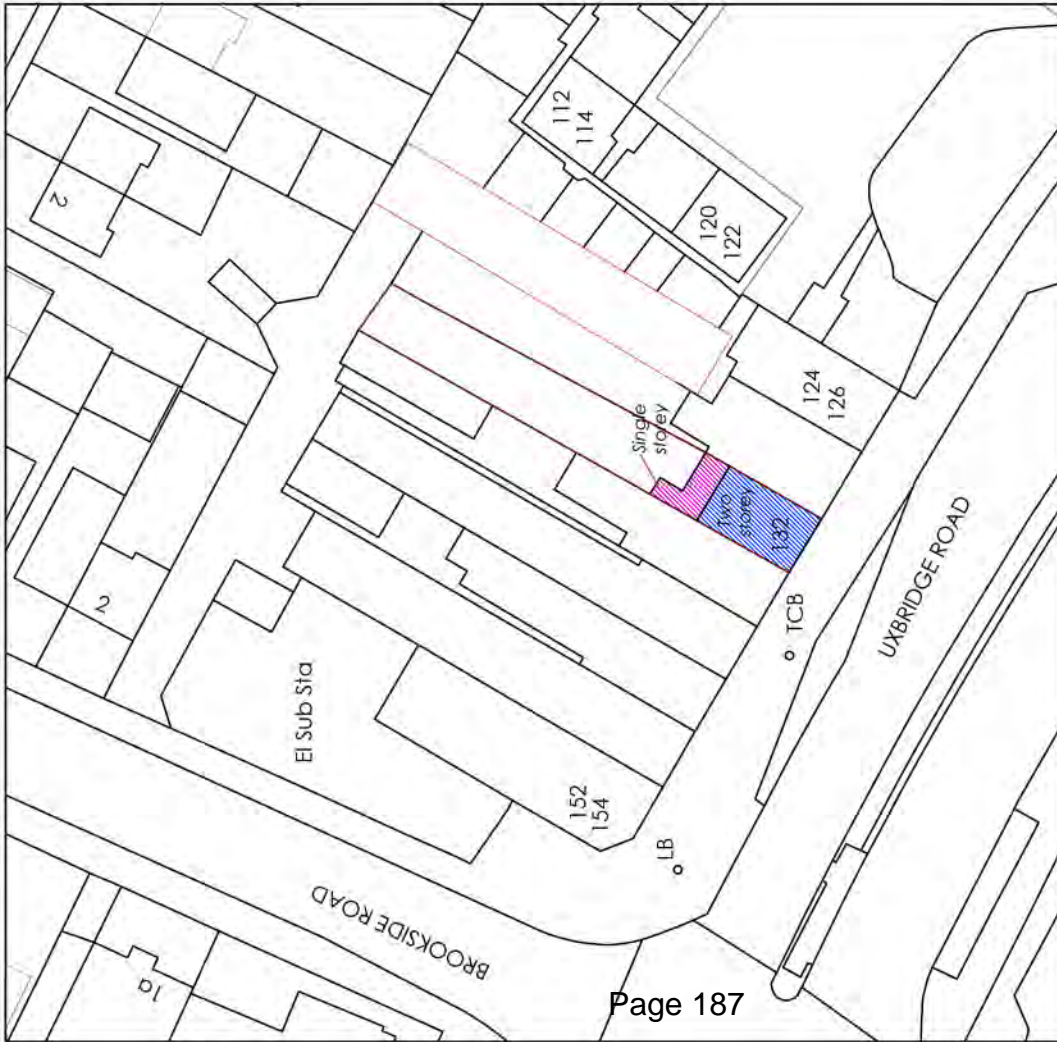 112
114
2
120
122
124
126
Single
storey
Two
storey
132
TCB
UXBRIDGE ROAD
2
El Sub Sta
152
154
LB
BROOKSIDE ROAD
1a
Page 187